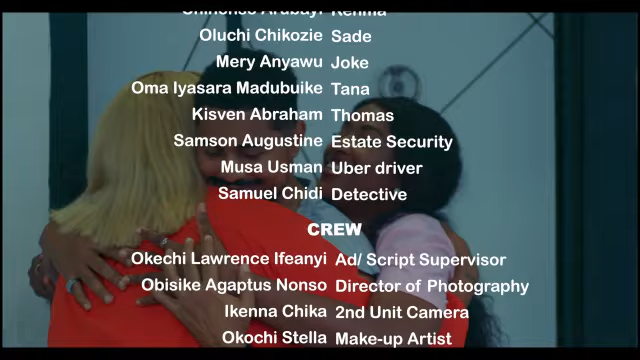 Oluchi Chikozie Sade
Mery Anyawu Joke
Oma Iyasara Madubuike Tana
Kisven Abraham Thomas
Samson Augustine Estate Security
Musa Usman Uber driver
Samuel Chidi Detective
CREW
Okechi Lawrence Ifeanyi Ad/ Script Supervisor
Obisike Agaptus Nonso Director of Photography
Ikenna Chika 2nd Unit Camera
Okochi Stella Make-up Artist